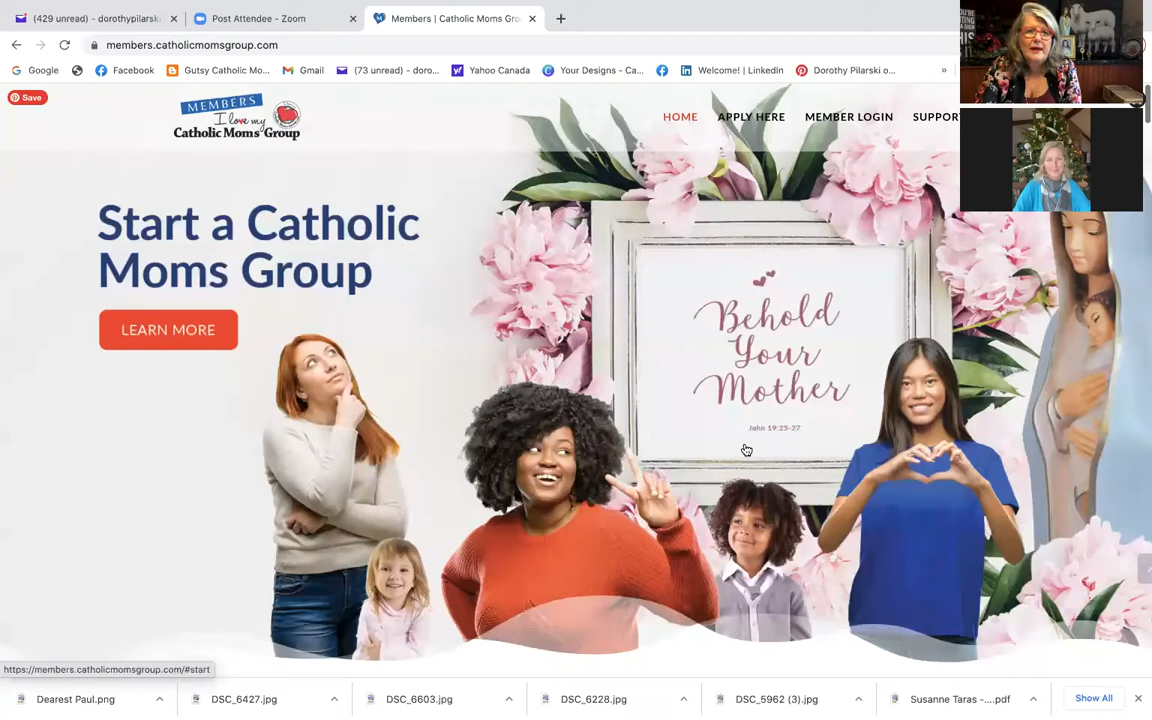 (429 unread) - dorothypilarsk
Post Attendee - Zoom
Members | Catholic Moms Gro
members.catholicmomsgroup.com
Google
Facebook
Gutsy Catholic Mo...
Gmail
(73 unread) - doro...
Yahoo Canada
Your Designs - Ca...
Welcome! | LinkedIn
Dorothy Pilarski o...
»
Save
MEMBERS
I love my
Catholic Moms' Group
HOME
APPLY HERE
MEMBER LOGIN
SUPPOR
Start a Catholic
Moms Group
LEARN MORE
Behold
Your
Mother
John 19:25-27
https://members.catholicmomsgroup.com/#start
Dearest Paul.png
DSC_6427.jpg
DSC_6603.jpg
DSC_6228.jpg
DSC_5962 (3).jpg
Susanne Taras -....pdf
Show All